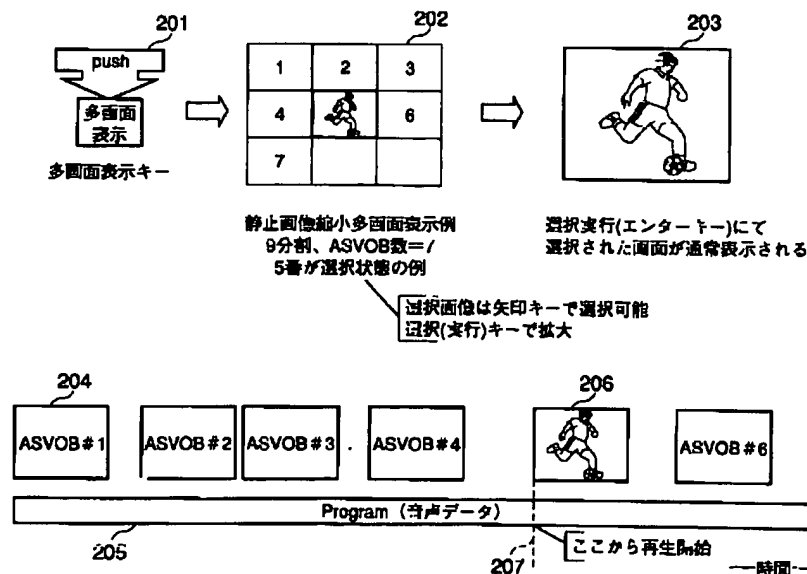 201
push
多画面
表示
多画面表示キー
202
1 2 3
4 6
7
静止画像縮小多画面表示例
9分割、ASVOB数=7
5番が選択状態の例
選択画像は矢印キーで選択可能
選択(実行)キーで拡大
203
選択実行(エンターキー)にて
選択された画面が通常表示される
204
206
ASVOB#1 ASVOB#2 ASVOB#3 . ASVOB#4 ASVOB#6
Program (音声データ)
205
207
ここから再生開始
時間